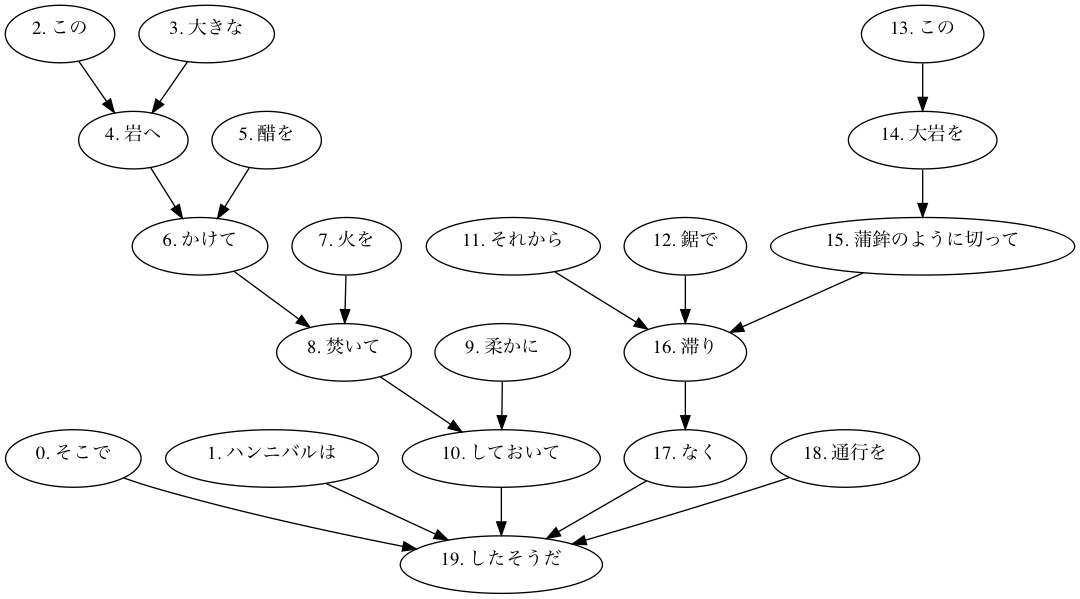 2. この
3. 大きな
13. この
4. 岩へ
5. 醋を
14. 大岩を
6. かけて
7. 火を
11. それから
12. 鋸で
15. 蒲鉾のように切って
8. 焚いて
9. 柔かに
16. 滞り
0. そこで
1. ハンニバルは
10. しておいて
17. なく
18. 通行を
19. したそうだ